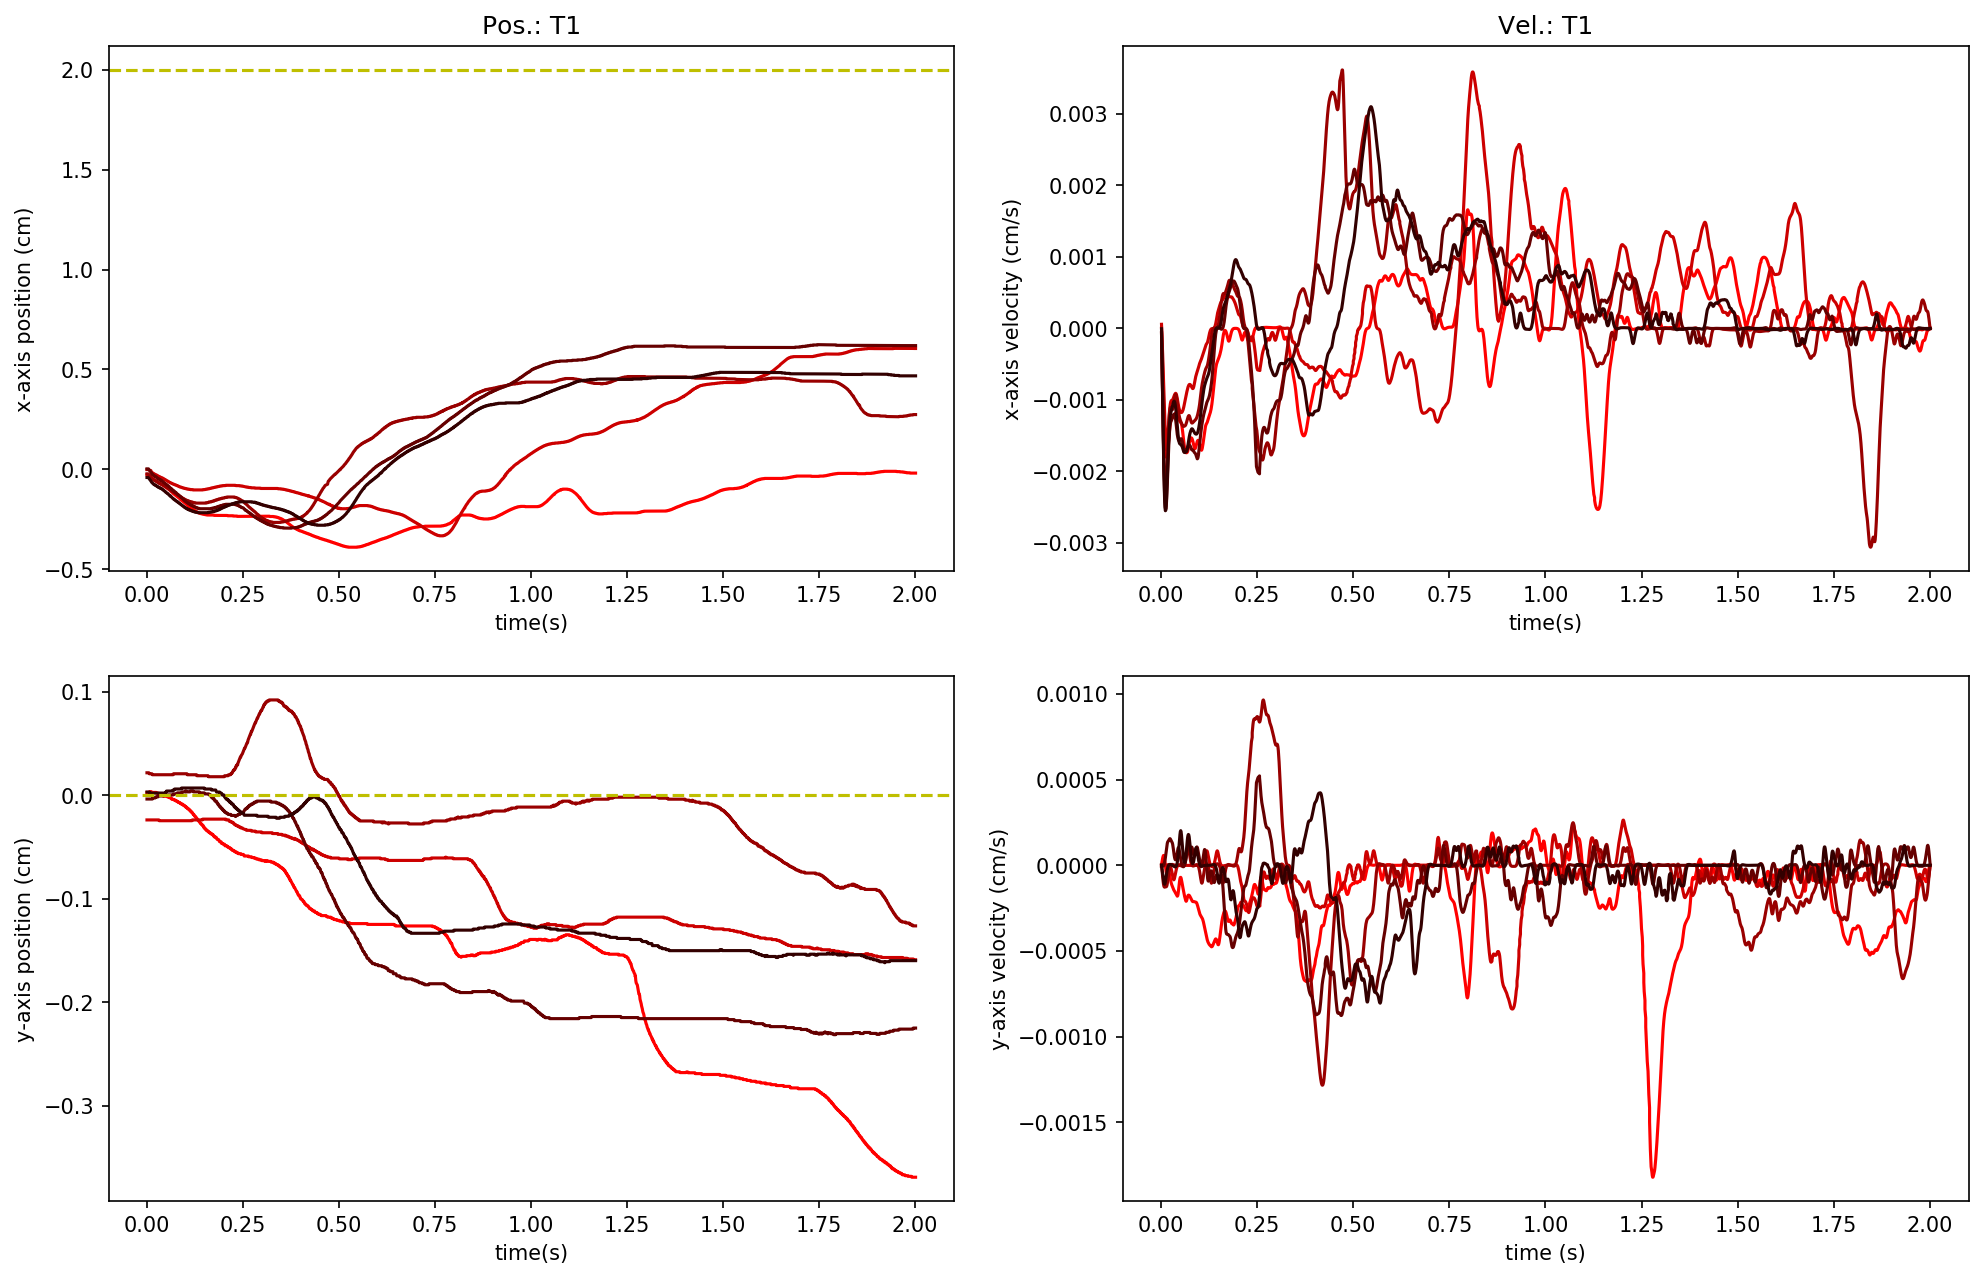 Pos.: T1
x-axis position (cm)
2.0
1.5
1.0
0.5
0.0
−0.5
0.00 0.25 0.50 0.75 1.00 1.25 1.50 1.75 2.00
time(s)
Vel.: T1
x-axis velocity (cm/s)
0.003
0.002
0.001
0.000
−0.001
−0.002
−0.003
0.00 0.25 0.50 0.75 1.00 1.25 1.50 1.75 2.00
time(s)
y-axis position (cm)
0.1
0.0
−0.1
−0.2
−0.3
0.00 0.25 0.50 0.75 1.00 1.25 1.50 1.75 2.00
time(s)
y-axis velocity (cm/s)
0.0010
0.0005
0.0000
−0.0005
−0.0010
−0.0015
0.00 0.25 0.50 0.75 1.00 1.25 1.50 1.75 2.00
time (s)